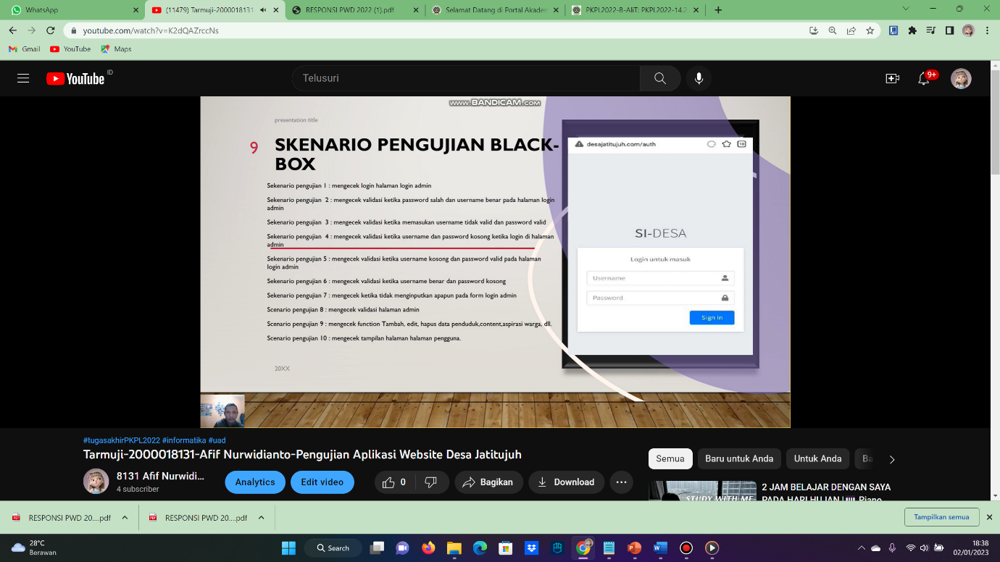 WhatsApp
(11479) Tarmuji-2000018131
RESPONSI PWD 2022 (1).pdf
Selamat Datang di Portal Akade
PKPL2022-B-AliT: PKPL2022-14.2
youtube.com/watch?v=K2dQAZrccNs
Gmail
YouTube
Maps
YouTube
ID
Telusuri
9+
WWW.BANDICAM.COM
presentation title
9
SKENARIO PENGUJIAN BLACK-
BOX
Sekenario pengujian 1 : mengecek login halaman login admin
Sekenario pengujian 2 : mengecek validasi ketika password salah dan username benar pada halaman login
admin
Sekenario pengujian 3 : mengecek validasi ketika memasukan username tidak valid dan password valid
Sekenario pengujian 4 : mengecek validasi ketika username dan password kosong ketika login di halaman
admin
Sekenario pengujian 5 : mengecek validasi ketika username kosong dan password valid pada halaman
login admin
Sekenario pengujian 6 : mengecek validasi ketika username benar dan password kosong
Sekenario pengujian 7 : mengecek ketika tidak menginputkan apapun pada form login admin
Scenario pengujian 8 : mengecek validasi halaman admin
Scenario pengujian 9 : mengecek function Tambah, edit, hapus data penduduk,content,aspirasi warga, dll.
Scenario pengujian 10 : mengecek tampilan halaman halaman pengguna.
20XX
desajatitujuh.com/auth
10
SI-DESA
Login untuk masuk
Username
Password
Sign In
#tugasakhirPKPL2022 #informatika #uad
Tarmuji-2000018131-Afif Nurwidianto-Pengujian Aplikasi Website Desa Jatitujuh
8131 Afif Nurwidi...
4 subscriber
Analytics
Edit video
0
Bagikan
Download
Semua
Baru untuk Anda
Untuk Anda
Ba
STUDY WITH ME
2 JAM BELAJAR DENGAN SAYA
PADA HARI HUJAN
Piano
RESPONSI PWD 20....pdf
RESPONSI PWD 20....pdf
Tampilkan semua
28°C
Berawan
Search
18:38
02/01/2023